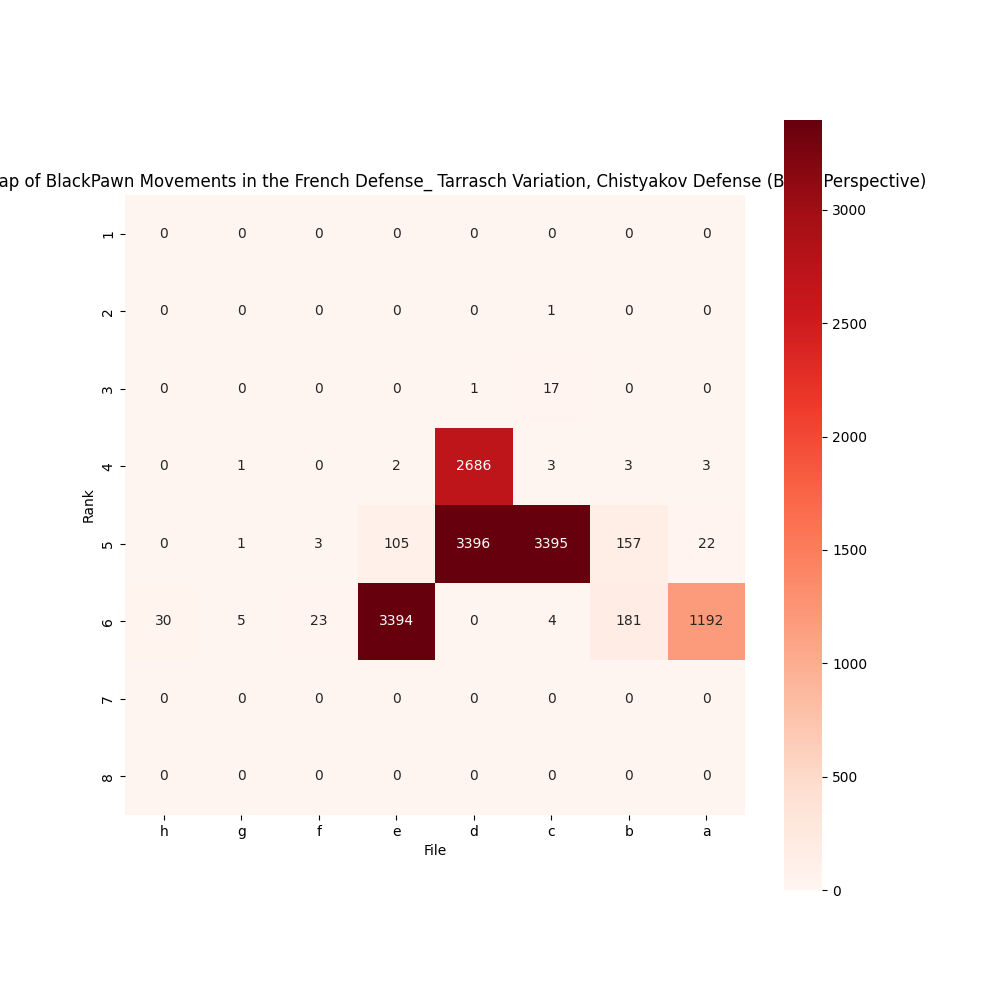 ap of BlackPawn Movements in the French Defense_ Tarrasch Variation, Chistyakov Defense (B Perspective)
1 0 0 0 0 0 0 0 0
2 0 0 0 0 0 1 0 0
3 0 0 0 0 1 17 0 0
4 0 1 0 2 2686 3 3 3
5 0 1 3 105 3396 3395 157 22
6 30 5 23 3394 0 4 181 1192
7 0 0 0 0 0 0 0 0
8 0 0 0 0 0 0 0 0
h g f e d c b a
File
Rank
3000
2500
2000
1500
1000
500
0